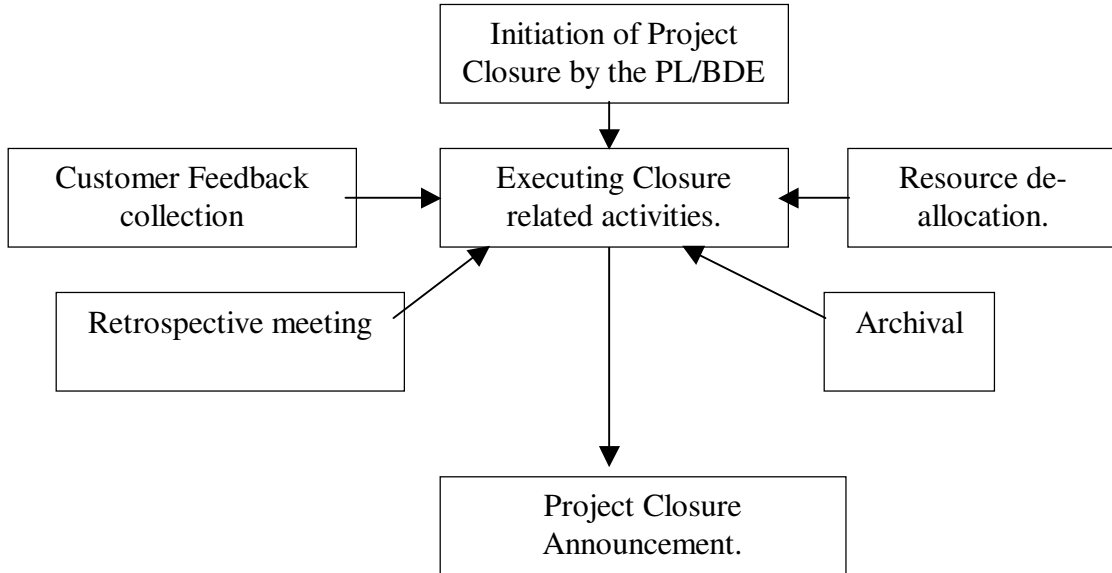 Initiation of Project
Closure by the PL/BDE
Customer Feedback
collection
Executing Closure
related activities.
Resource de-
allocation.
Retrospective meeting
Archival
Project Closure
Announcement.